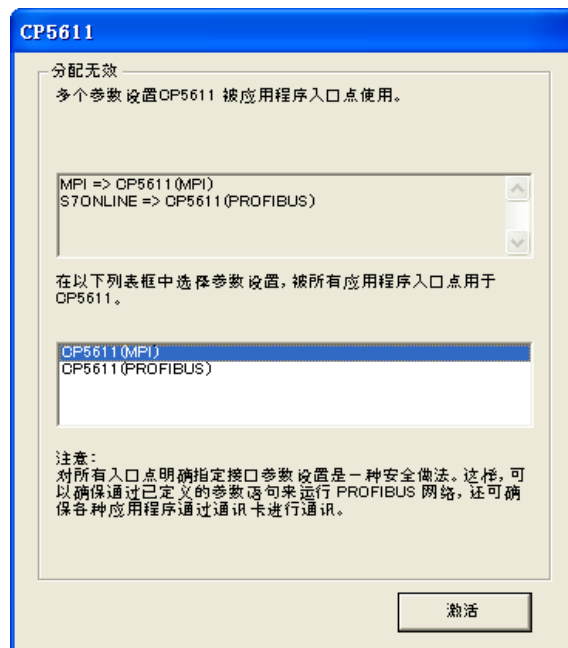 CP5611
分配无效
多个参数设置CP5611 被应用程序入口点使用。
MPI => CP5611(MPI)
S7ONLINE => CP5611(PROFIBUS)
在以下列表框中选择参数设置,被所有应用程序入口点用于
CP5611。
CP5611(MPI)
CP5611(PROFIBUS)
注意:
对所有入口点明确指定接口参数设置是一种安全做法。这样,可
以确保通过已定义的参数语句来运行 PROFIBUS 网络,还可确
保各种应用程序通过通讯卡进行通讯。
激活